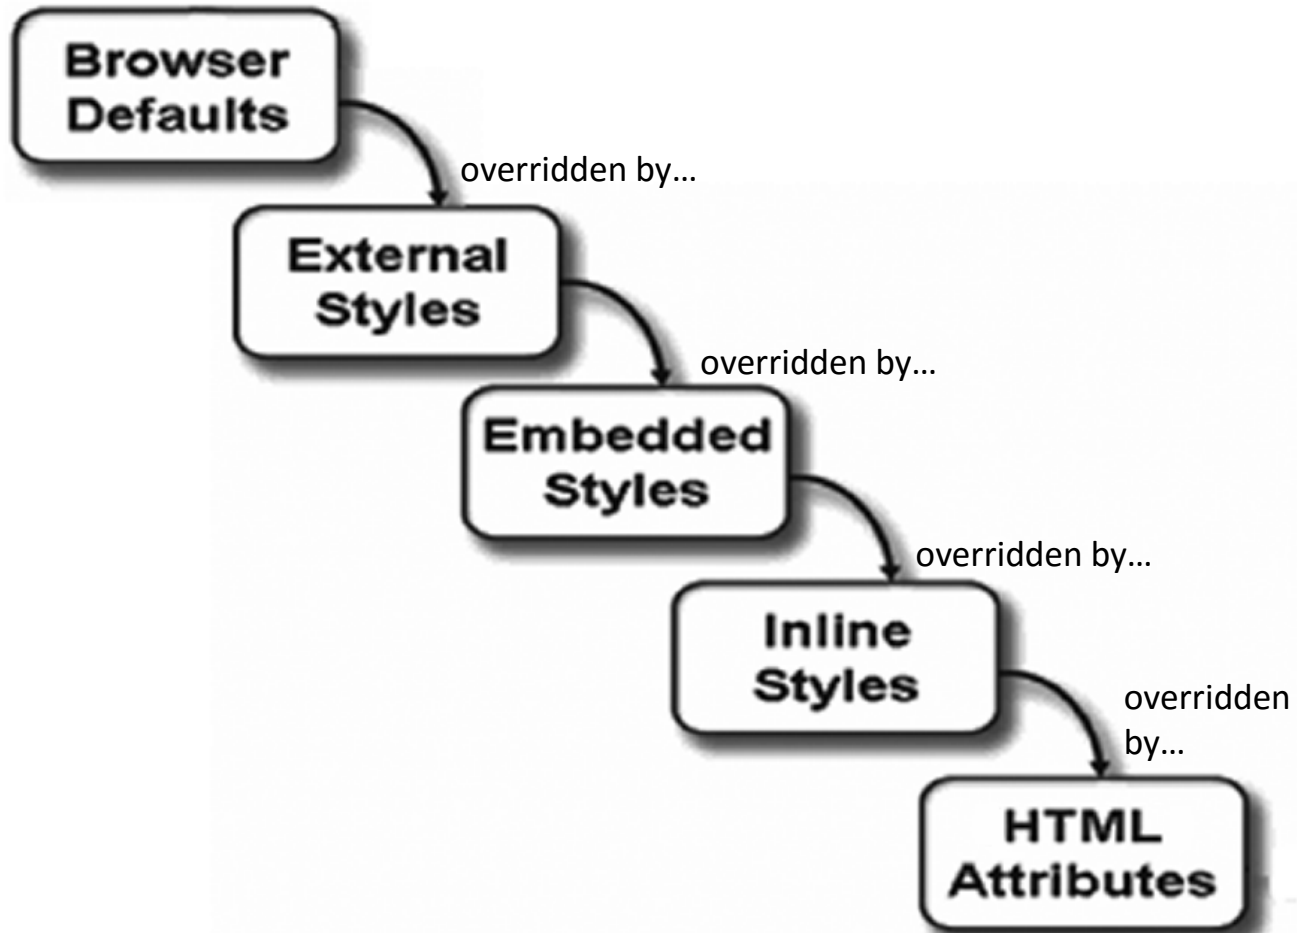 Browser
Defaults
overridden by…
External
Styles
overridden by…
Embedded
Styles
overridden by…
Inline
Styles
overridden
by…
HTML
Attributes